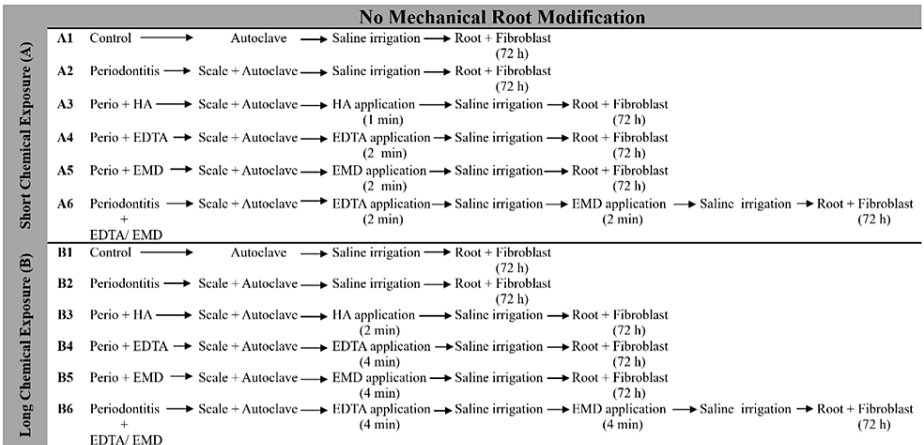 No Mechanical Root Modification
Short Chemical Exposure (A)
A1 Control → Autoclave → Saline irrigation → Root + Fibroblast
(72 h)
A2 Periodontitis → Scale + Autoclave → Saline irrigation → Root + Fibroblast
(72 h)
A3 Perio + HA → Scale + Autoclave → HA application → Saline irrigation → Root + Fibroblast
(1 min) (72 h)
A4 Perio + EDTA → Scale + Autoclave → EDTA application → Saline irrigation → Root + Fibroblast
(2 min) (72 h)
A5 Perio + EMD → Scale + Autoclave → EMD application → Saline irrigation → Root + Fibroblast
(2 min) (72 h)
A6 Periodontitis → Scale + Autoclave → EDTA application → Saline irrigation → EMD application → Saline irrigation → Root + Fibroblast
+ (2 min) (2 min) (72 h)
EDTA/ EMD
Long Chemical Exposure (B)
B1 Control → Autoclave → Saline irrigation → Root + Fibroblast
(72 h)
B2 Periodontitis → Scale + Autoclave → Saline irrigation → Root + Fibroblast
(72 h)
B3 Perio + HA → Scale + Autoclave → HA application → Saline irrigation → Root + Fibroblast
(2 min) (72 h)
B4 Perio + EDTA → Scale + Autoclave → EDTA application → Saline irrigation → Root + Fibroblast
(4 min) (72 h)
B5 Perio + EMD → Scale + Autoclave → EMD application → Saline irrigation → Root + Fibroblast
(4 min) (72 h)
B6 Periodontitis → Scale + Autoclave → EDTA application → Saline irrigation → EMD application → Saline irrigation → Root + Fibroblast
+ (4 min) (4 min) (72 h)
EDTA/ EMD